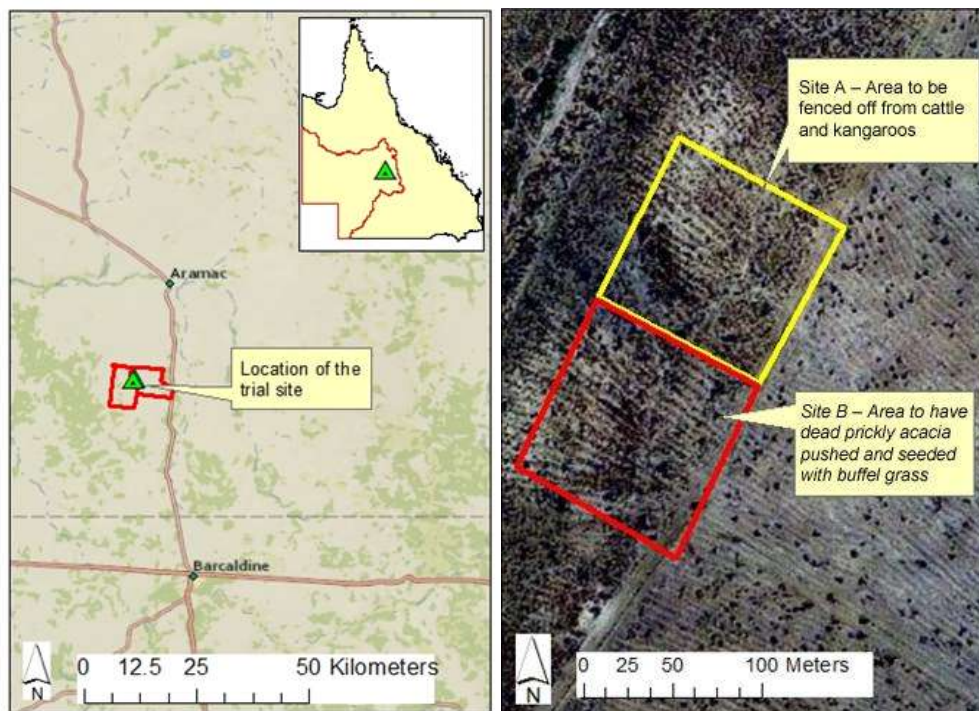 Aramac
Location of the
trial site
Barcaldine
N
0 12.5 25 50 Kilometers
Site A – Area to be
fenced off from cattle
and kangaroos
Site B – Area to have
dead prickly acacia
pushed and seeded
with buffel grass
N
0 25 50 100 Meters